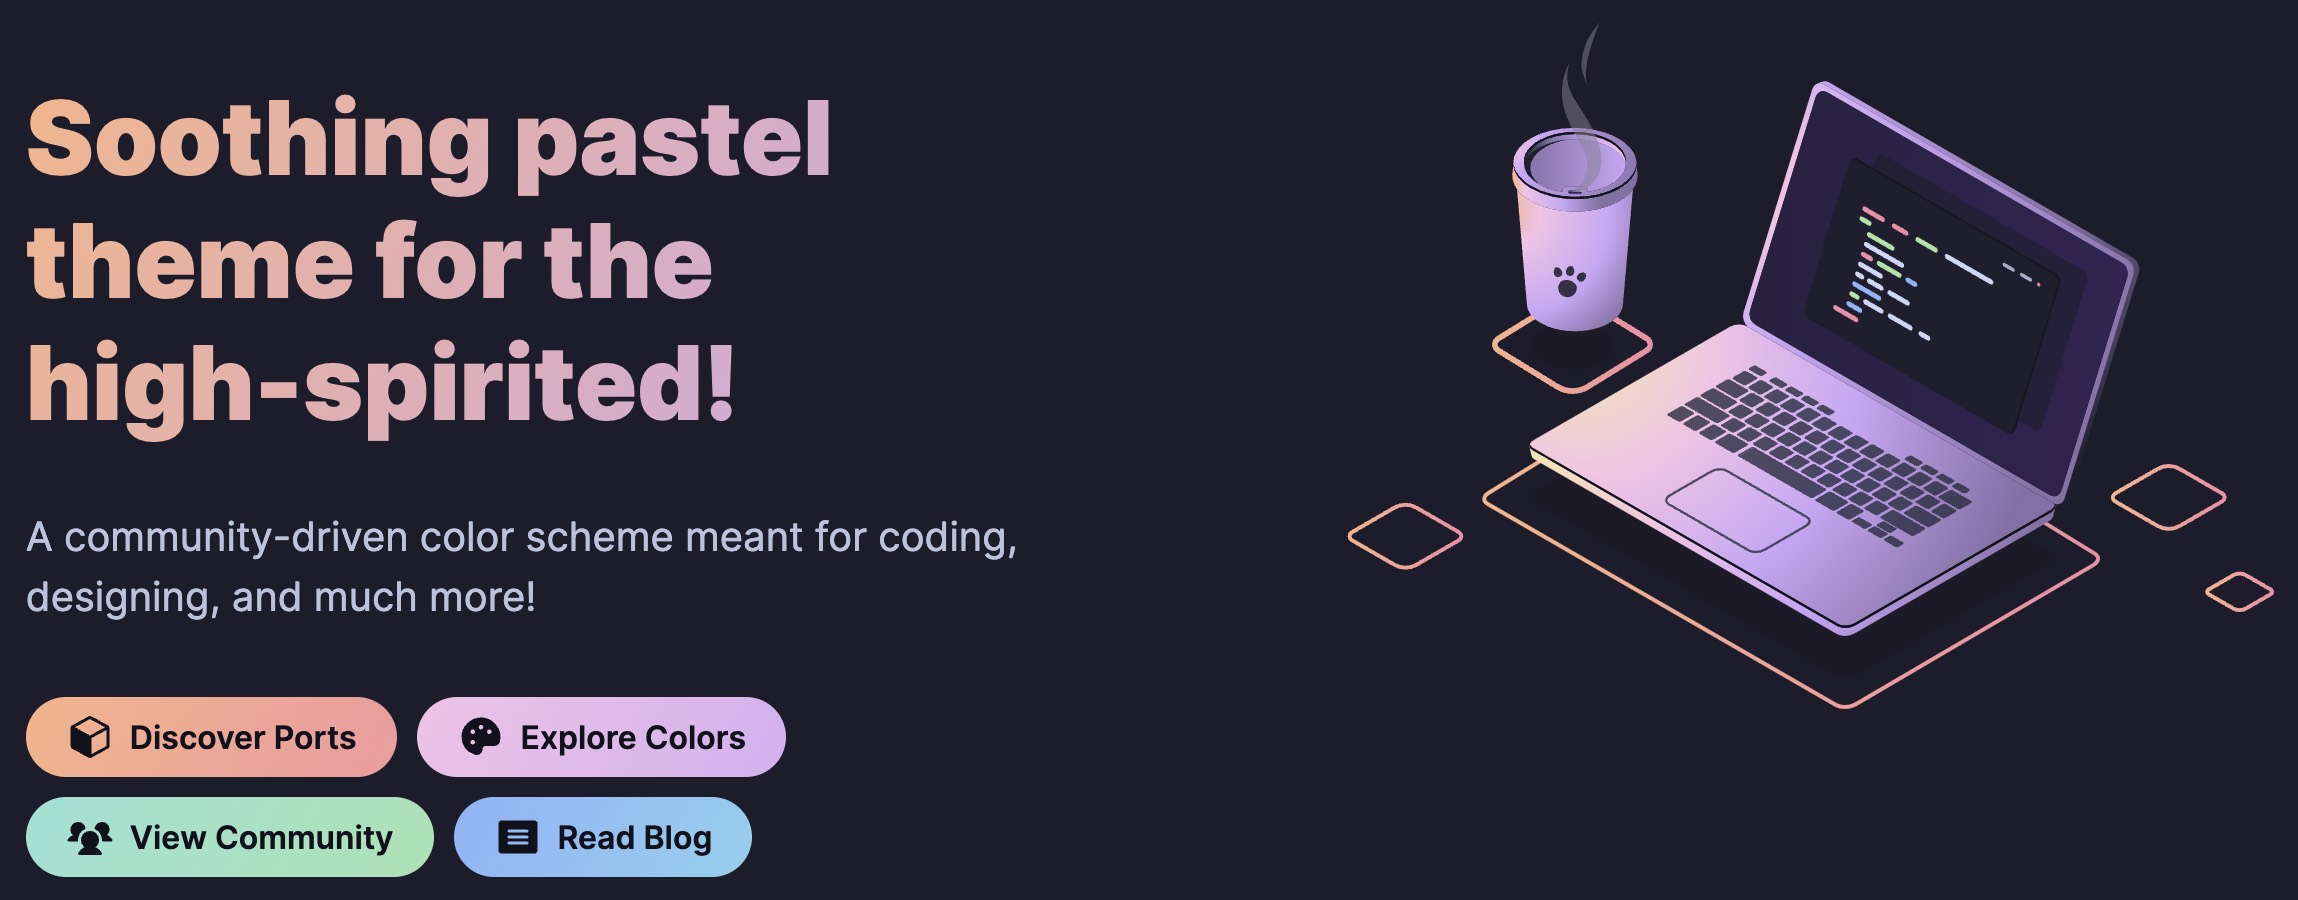 Soothing pastel
theme for the
high-spirited!
A community-driven color scheme meant for coding,
designing, and much more!
Discover Ports
Explore Colors
View Community
Read Blog